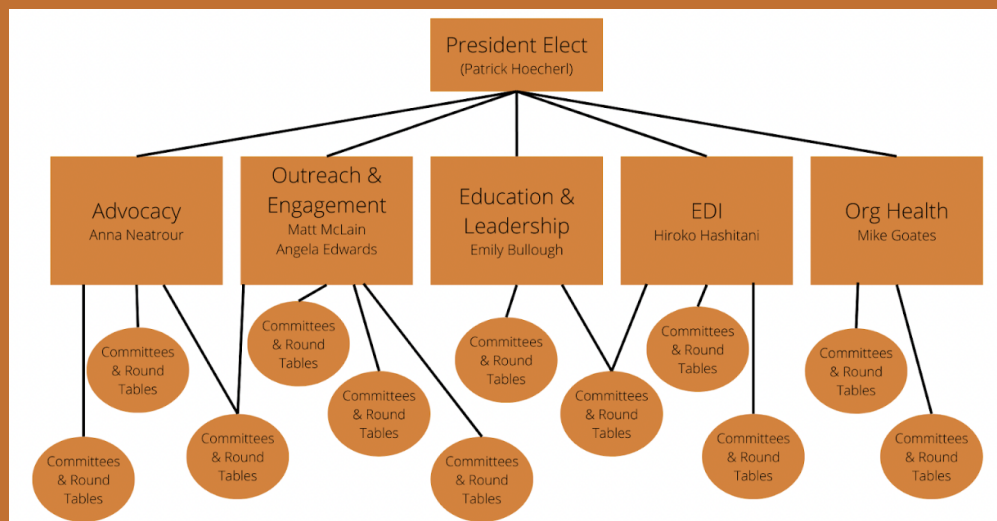 President Elect
(Patrick Hoecherl)
Advocacy
Anna Neatrour
Outreach &
Engagement
Matt McLain
Angela Edwards
Education &
Leadership
Emily Bullough
EDI
Hiroko Hashitani
Org Health
Mike Goates
Committees
& Round
Tables
Committees
& Round
Tables
Committees
& Round
Tables
Committees
& Round
Tables
Committees
& Round
Tables
Committees
& Round
Tables
Committees
& Round
Tables
Committees
& Round
Tables
Committees
& Round
Tables
Committees
& Round
Tables
Committees
& Round
Tables
Committees
& Round
Tables